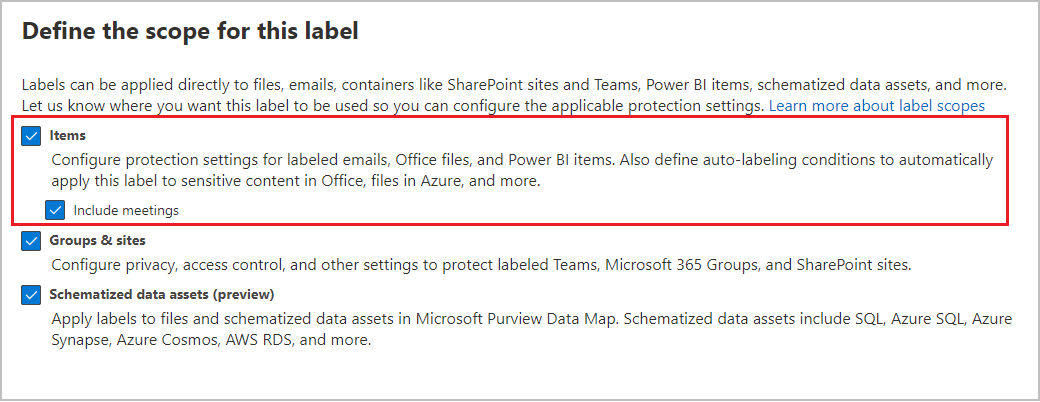 Define the scope for this label
Labels can be applied directly to files, emails, containers like SharePoint sites and Teams, Power BI items, schematized data assets, and more.
Let us know where you want this label to be used so you can configure the applicable protection settings. Learn more about label scopes
Items
Configure protection settings for labeled emails, Office files, and Power BI items. Also define auto-labeling conditions to automatically
apply this label to sensitive content in Office, files in Azure, and more.
Include meetings
Groups & sites
Configure privacy, access control, and other settings to protect labeled Teams, Microsoft 365 Groups, and SharePoint sites.
Schematized data assets (preview)
Apply labels to files and schematized data assets in Microsoft Purview Data Map. Schematized data assets include SQL, Azure SQL, Azure
Synapse, Azure Cosmos, AWS RDS, and more.